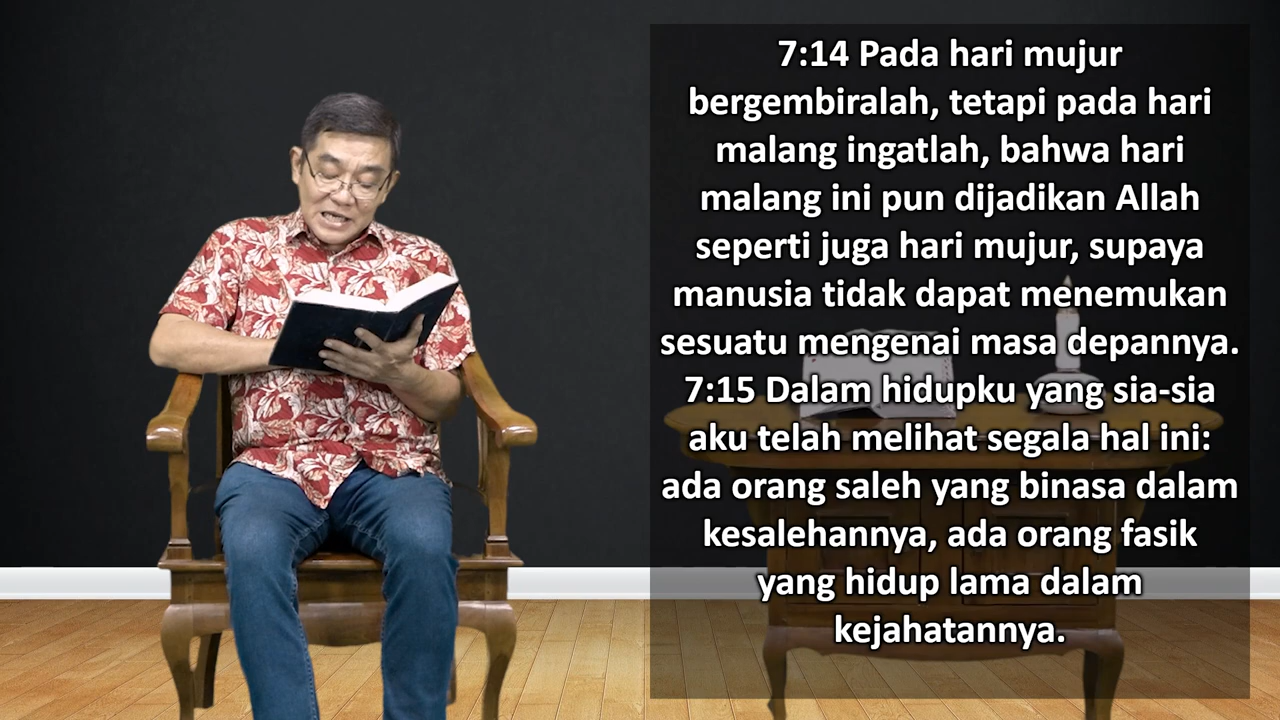 7:14 Pada hari mujur
bergembiralah, tetapi pada hari
malang ingatlah, bahwa hari
malang ini pun dijadikan Allah
seperti juga hari mujur, supaya
manusia tidak dapat menemukan
sesuatu mengenai masa depannya.
7:15 Dalam hidupku yang sia-sia
aku telah melihat segala hal ini:
ada orang saleh yang binasa dalam
kesalehannya, ada orang fasik
yang hidup lama dalam
kejahatannya.